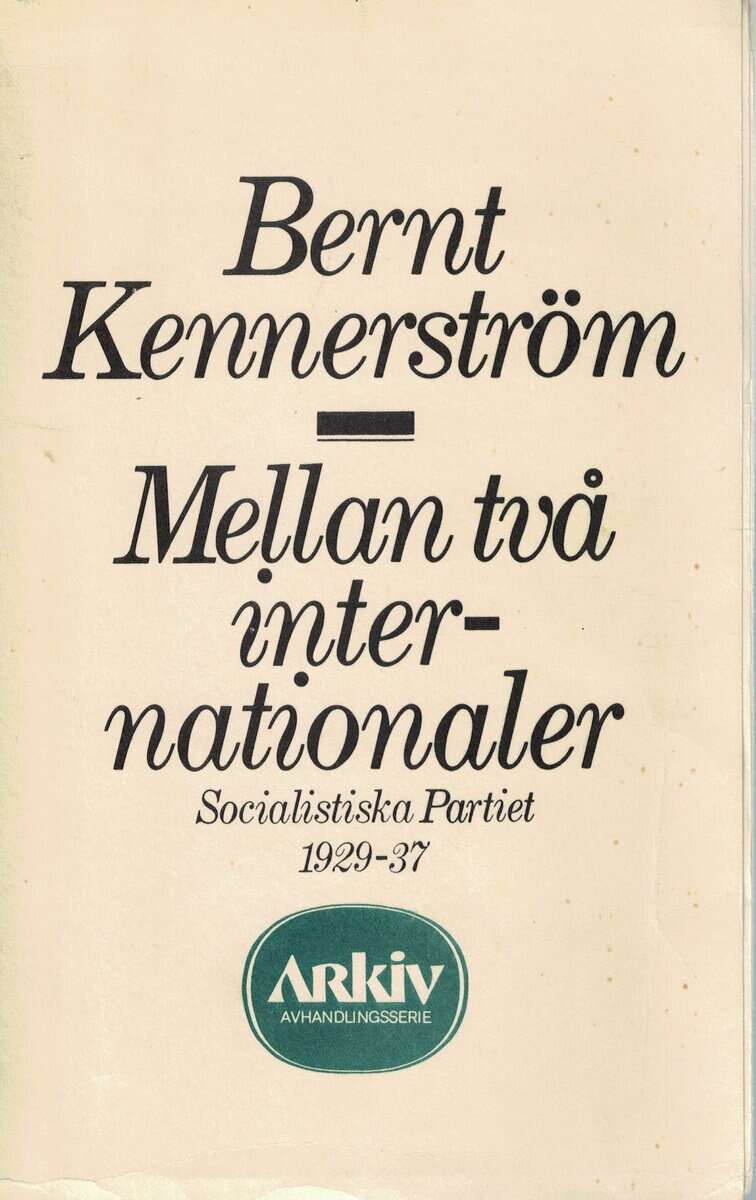 Bernt
Kennerström
Mellan två
inter-
nationaler
Socialistiska Partiet
1929-37
ARKiV
AVHANDLINGSSERIE